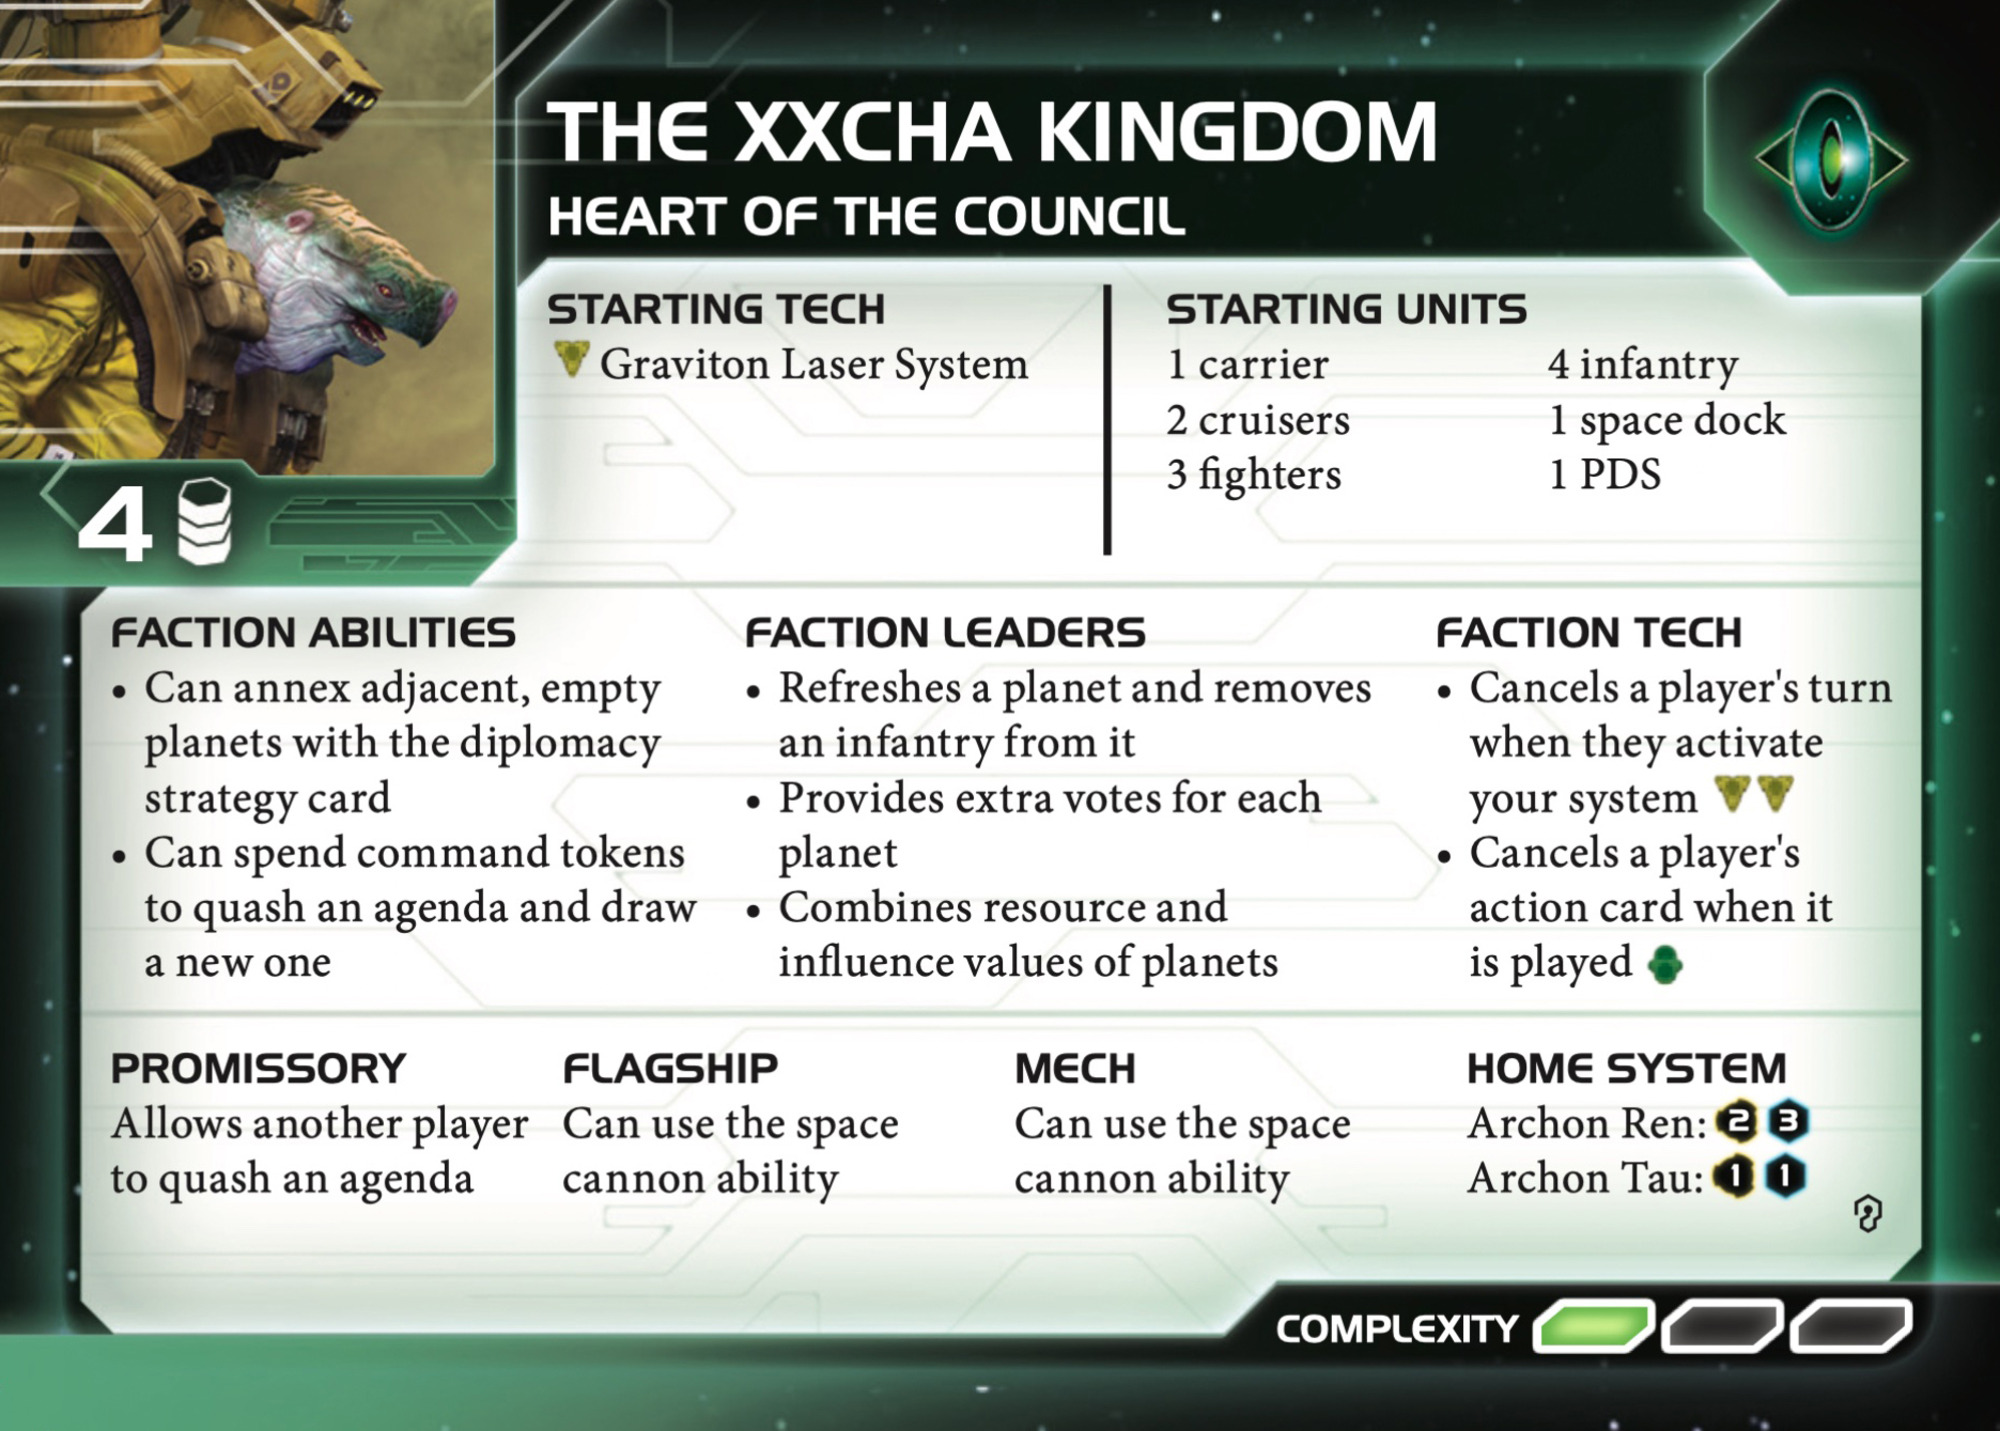 THE XXCHA KINGDOM
HEART OF THE COUNCIL
STARTING TECH
Graviton Laser System
STARTING UNITS
1 carrier
2 cruisers
3 fighters
4 infantry
1 space dock
1 PDS
4
FACTION ABILITIES
• Can annex adjacent, empty
planets with the diplomacy
strategy card
• Can spend command tokens
to quash an agenda and draw
a new one
FACTION LEADERS
• Refreshes a planet and removes
an infantry from it
• Provides extra votes for each
planet
• Combines resource and
influence values of planets
FACTION TECH
• Cancels a player's turn
when they activate
your system
• Cancels a player's
action card when it
is played
PROMISSORY
Allows another player
to quash an agenda
FLAGSHIP
Can use the space
cannon ability
MECH
Can use the space
cannon ability
HOME SYSTEM
Archon Ren: 2 3
Archon Tau: 1 1
COMPLEXITY